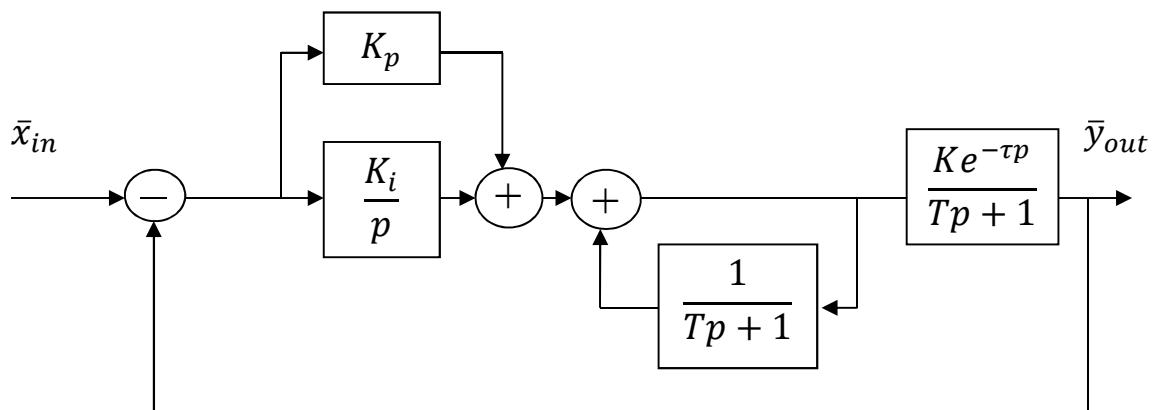 K_p
x̄_in
−
K_i
p
+
+
Ke^{−τp}
Tp + 1
ȳ_out
1
Tp + 1